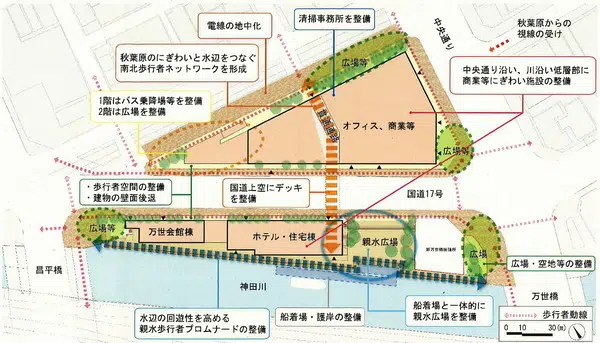 電線の地中化
清掃事務所を整備
中央通り
秋葉原からの
視線の受け
秋葉原のにぎわいと水辺をつなぐ
南北歩行者ネットワークを形成
中央通り沿い、川沿い低層部に
商業等にぎわい施設の整備
広場等
1階はバス乗降場等を整備
2階は広場を整備
オフィス、商業等
広場等
・歩行者空間の整備
・建物の壁面後退
国道上空にデッキ
を整備
国道17号
広場等
万世会館棟
ホテル・住宅棟
親水広場
広場
広場・空地等の整備
昌平橋
神田川
万世橋
水辺の回遊性を高める
親水歩行者プロムナードの整備
船着場・護岸の整備
船着場と一体的に
親水広場を整備
歩行者動線
0 10 30(m)